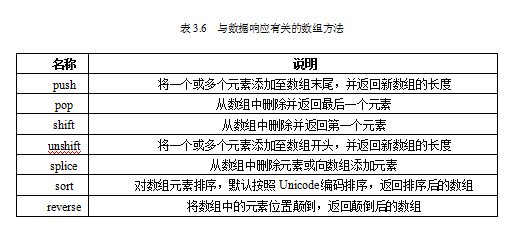 表 3.6 与数据响应有关的数组方法
名称 说明
push 将一个或多个元素添加至数组末尾，并返回新数组的长度
pop 从数组中删除并返回最后一个元素
shift 从数组中删除并返回第一个元素
unshift 将一个或多个元素添加至数组开头，并返回新数组的长度
splice 从数组中删除元素或向数组添加元素
sort 对数组元素排序，默认按照 Unicode 编码排序，返回排序后的数组
reverse 将数组中的元素位置颠倒，返回颠倒后的数组